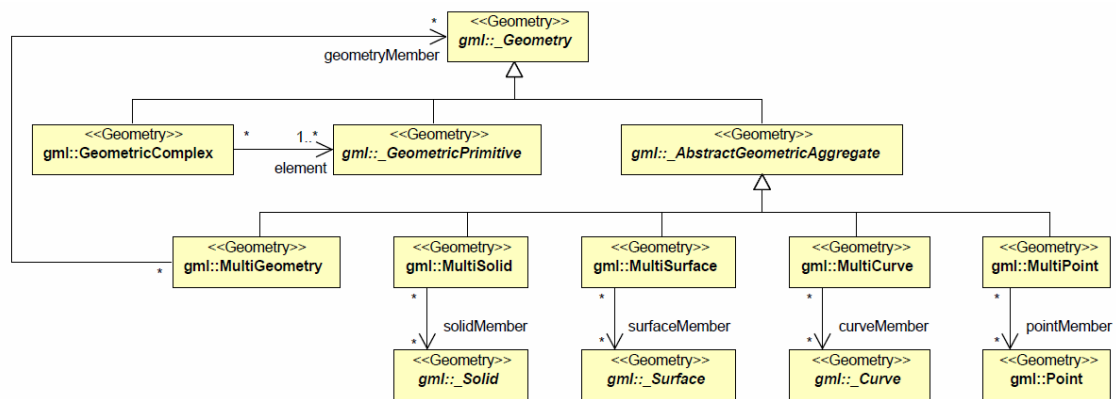 *
<<Geometry>>
gml::_Geometry
geometryMember
<<Geometry>>
gml::GeometricComplex
*
1..*
element
<<Geometry>>
gml::_GeometricPrimitive
<<Geometry>>
gml::_AbstractGeometricAggregate
*
<<Geometry>>
gml::MultiGeometry
<<Geometry>>
gml::MultiSolid
<<Geometry>>
gml::MultiSurface
<<Geometry>>
gml::MultiCurve
<<Geometry>>
gml::MultiPoint
*
solidMember
*
*
surfaceMember
*
*
curveMember
*
*
pointMember
*
<<Geometry>>
gml::_Solid
<<Geometry>>
gml::_Surface
<<Geometry>>
gml::_Curve
<<Geometry>>
gml::Point